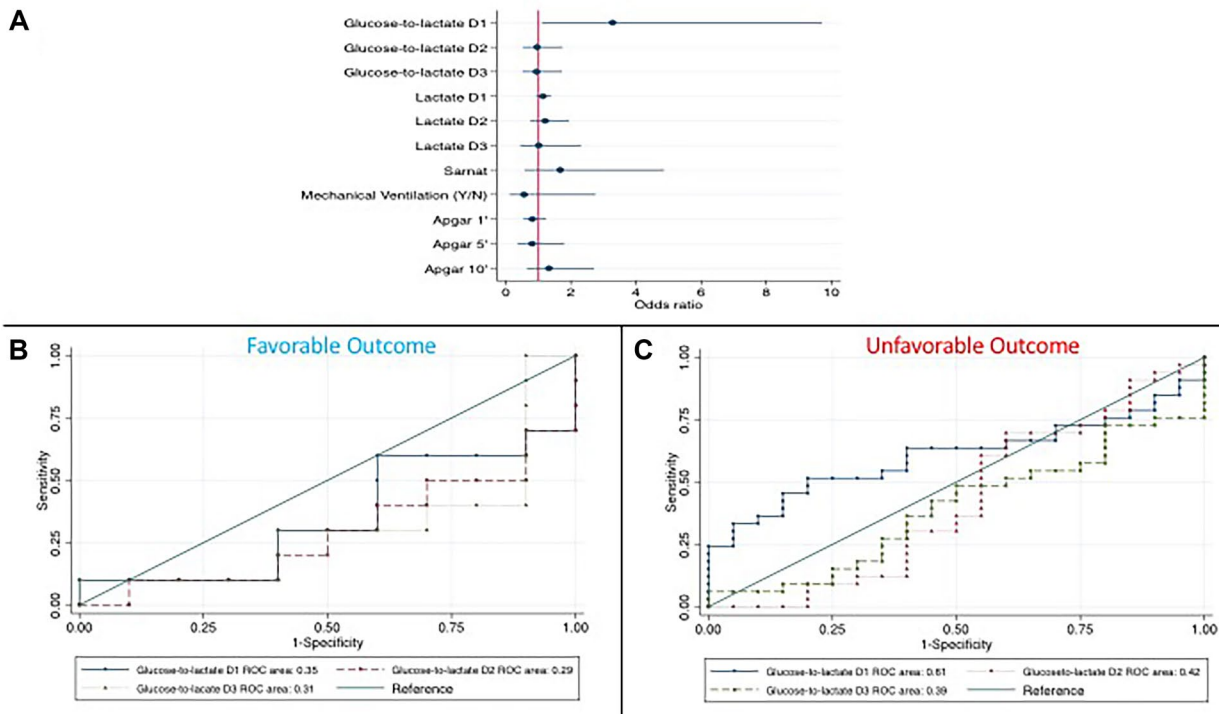 A
Glucose-to-lactate D1
Glucose-to-lactate D2
Glucose-to-lactate D3
Lactate D1
Lactate D2
Lactate D3
Sarnat
Mechanical Ventilation (Y/N)
Apgar 1'
Apgar 5'
Apgar 10'
0 2 4 6 8 10
Odds ratio
B
Favorable Outcome
1.00
0.75
0.50
0.25
0.00
Sensitivity
0.00 0.25 0.50 0.75 1.00
1-Specificity
Glucose-to-lactate D1 ROC area: 0.35 Glucose-to-lactate D2 ROC area: 0.29
Glucose-to-lacate D3 ROC area: 0.31 Reference
C
Unfavorable Outcome
1.00
0.75
0.50
0.25
0.00
Sensitivity
0.00 0.25 0.50 0.75 1.00
1-Specificity
Glucose-to-lactate D1 ROC area: 0.61 Glucoseto-lactate D2 ROC area: 0.42
Glucose-to-lactate D3 ROC area: 0.39 Reference